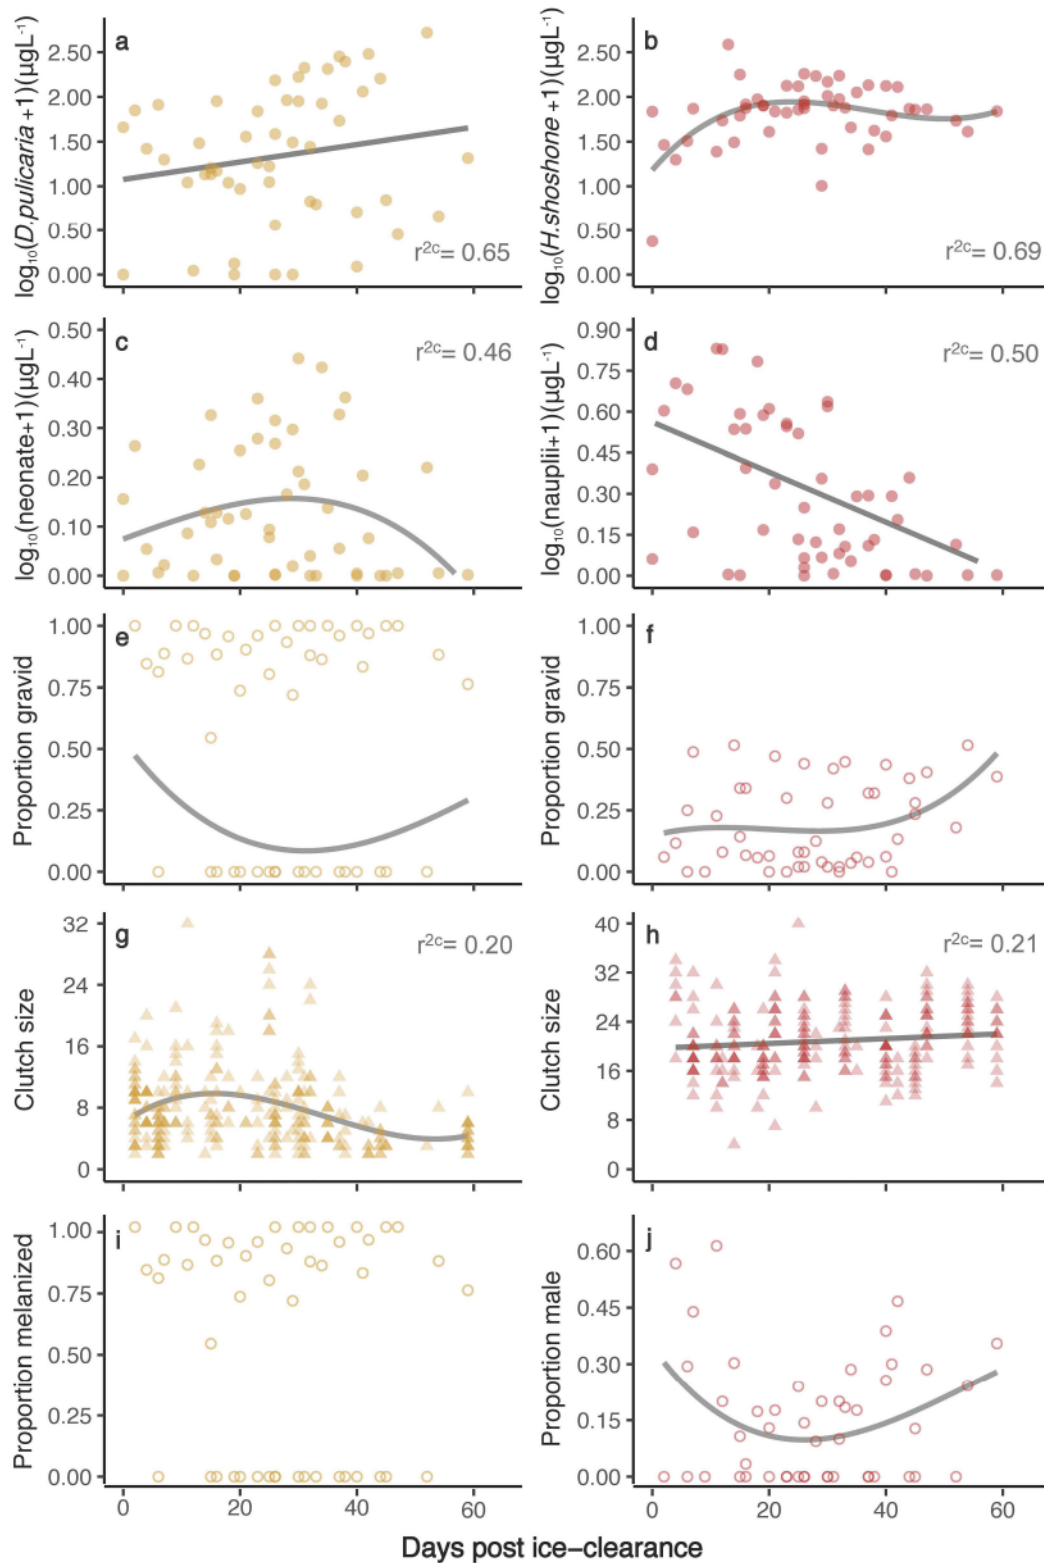 a
log₁₀(D.pulicaria +1)(µgL⁻¹)
2.50
2.00
1.50
1.00
0.50
0.00
r²ᶜ= 0.65
b
log₁₀(H.shoshone +1)(µgL⁻¹)
2.50
2.00
1.50
1.00
0.50
0.00
r²ᶜ= 0.69
c
log₁₀(neonate+1)(µgL⁻¹)
0.50
0.40
0.30
0.20
0.10
0.00
r²ᶜ= 0.46
d
log₁₀(nauplii+1)(µgL⁻¹)
0.90
0.75
0.60
0.45
0.30
0.15
0.00
r²ᶜ= 0.50
e
Proportion gravid
1.00
0.75
0.50
0.25
0.00
f
Proportion gravid
1.00
0.75
0.50
0.25
0.00
g
Clutch size
32
24
16
8
0
r²ᶜ= 0.20
h
Clutch size
40
32
24
16
8
0
r²ᶜ= 0.21
i
Proportion melanized
1.00
0.75
0.50
0.25
0.00
0 20 40 60
j
Proportion male
0.60
0.45
0.30
0.15
0.00
0 20 40 60
Days post ice−clearance